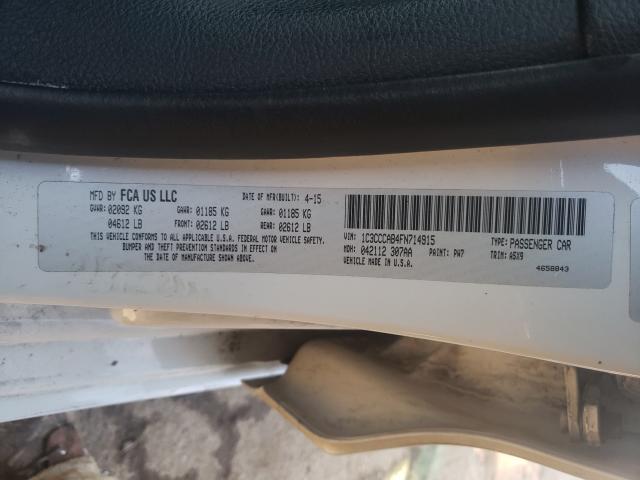 MFD BY FCA US LLC DATE OF MFR(BUILT): 4-15
GVWR: 02092 KG GAWR: 01185 KG GAWR: 01185 KG
04612 LB FRONT: 02612 LB REAR: 02612 LB
THIS VEHICLE CONFORMS TO ALL APPLICABLE U.S.A. FEDERAL MOTOR VEHICLE SAFETY,
BUMPER AND THEFT PREVENTION STANDARDS IN EFFECT ON
THE DATE OF MANUFACTURE SHOWN ABOVE.
VIN: 1C3CCCAB4FN714915 TYPE: PASSENGER CAR
MDH: 042112 307AA PAINT: PW7 TRIM: A5X9
VEHICLE MADE IN U.S.A. 4658843